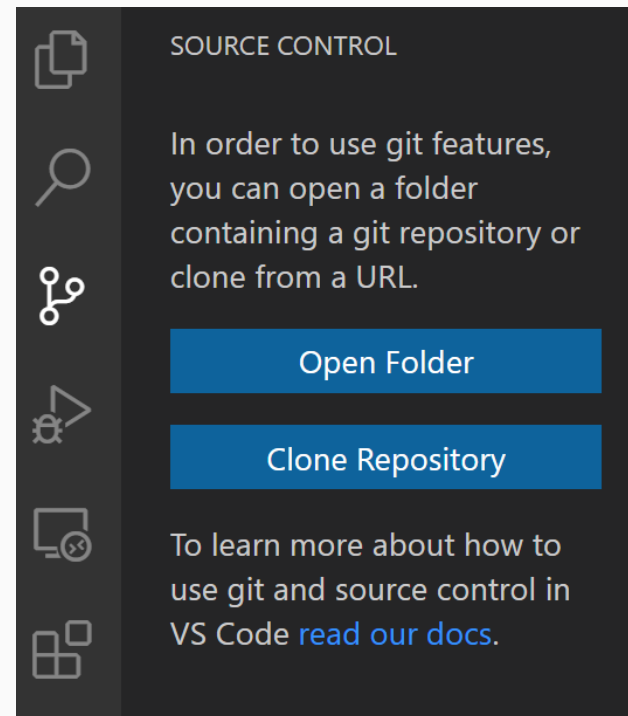 SOURCE CONTROL
In order to use git features,
you can open a folder
containing a git repository or
clone from a URL.
Open Folder
Clone Repository
To learn more about how to
use git and source control in
VS Code read our docs.